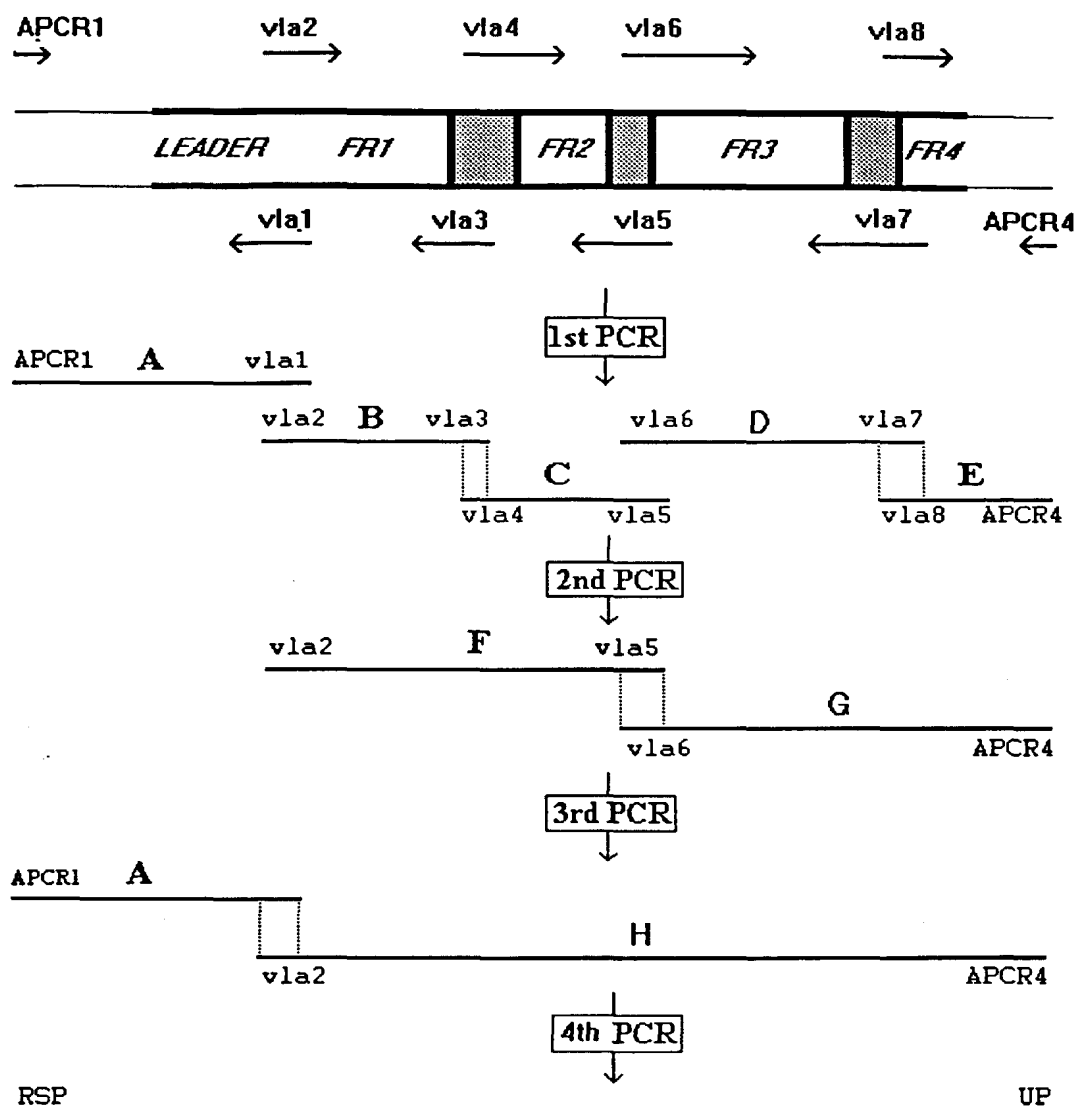 APCR1 vla2 vla4 vla6 vla8
LEADER FR1 FR2 FR3 FR4
vla1 vla3 vla5 vla7 APCR4
1st PCR
APCR1 A vla1
vla2 B vla3 vla6 D vla7
C E
vla4 vla5 vla8 APCR4
2nd PCR
vla2 F vla5
G
vla6 APCR4
3rd PCR
APCR1 A
H
vla2 APCR4
4th PCR
RSP UP